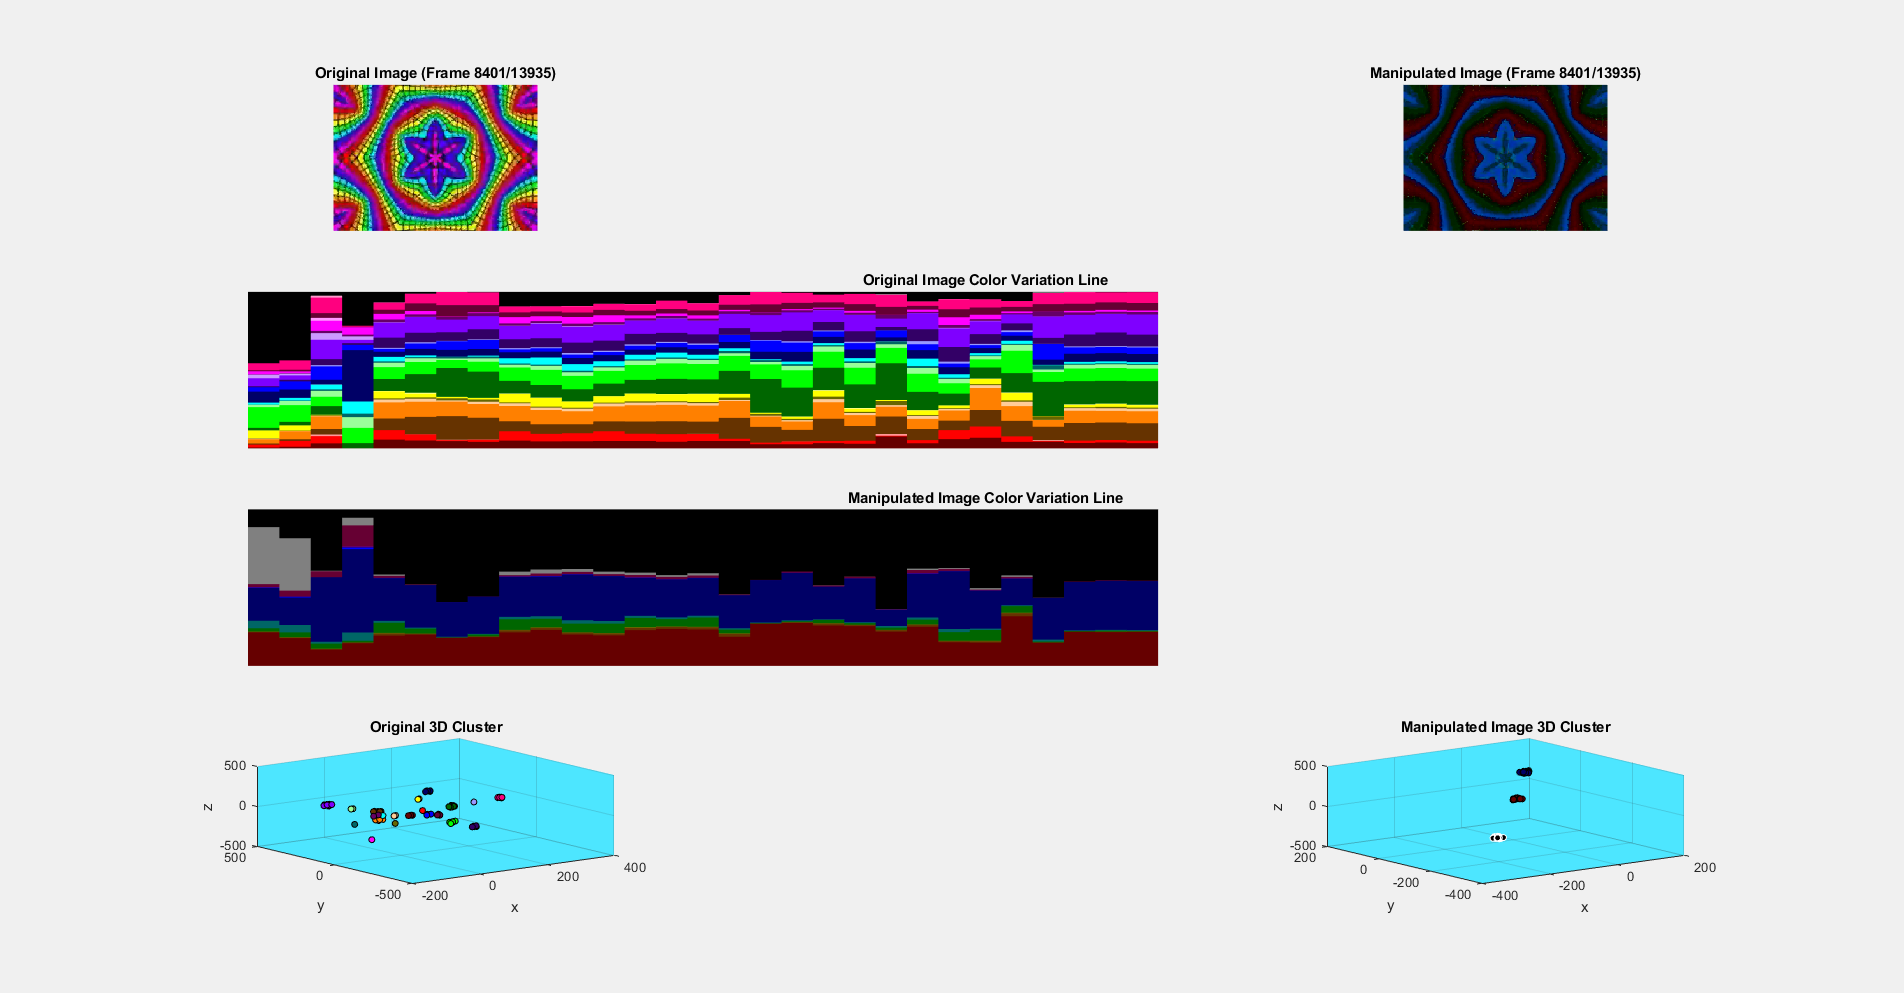 Original Image (Frame 8401/13935)
Manipulated Image (Frame 8401/13935)
Original Image Color Variation Line
Manipulated Image Color Variation Line
Original 3D Cluster
500
0
-500
z
500
0
-500
y
-200
0
200
400
x
Manipulated Image 3D Cluster
500
0
-500
z
200
0
-200
-400
y
-400
-200
0
200
x